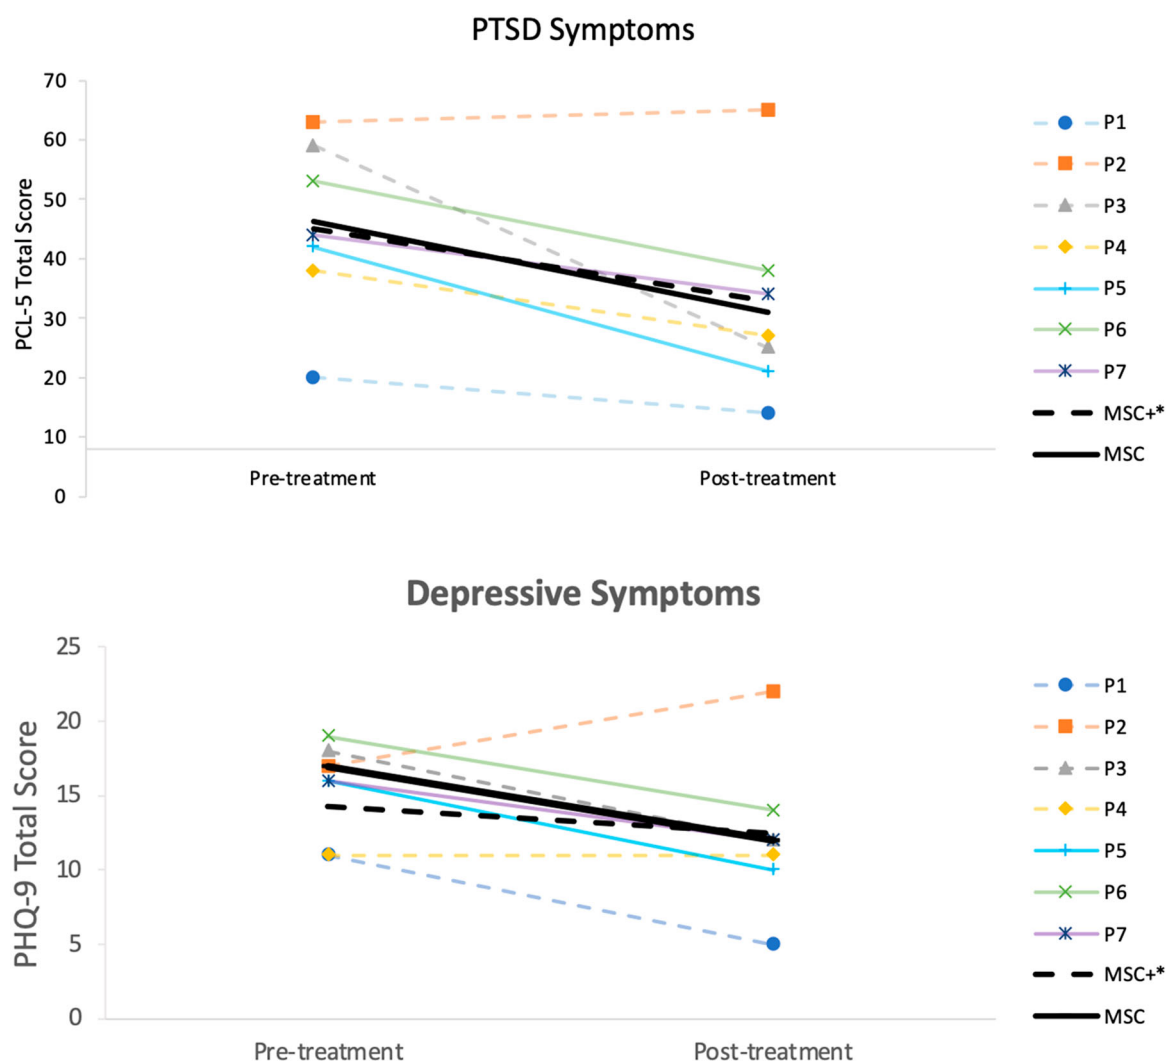 PTSD Symptoms
PCL-5 Total Score
70
60
50
40
30
20
10
0
Pre-treatment
Post-treatment
P1
P2
P3
P4
P5
P6
P7
MSC+*
MSC
Depressive Symptoms
PHQ-9 Total Score
25
20
15
10
5
0
Pre-treatment
Post-treatment
P1
P2
P3
P4
P5
P6
P7
MSC+*
MSC